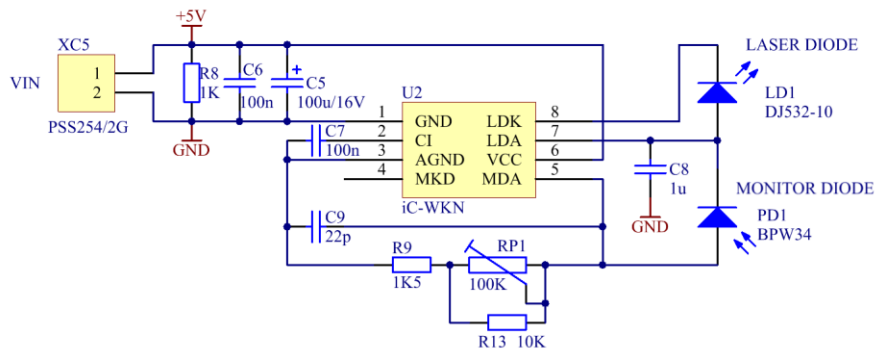 +5V
XC5
VIN
1
2
PSS254/2G
GND
R8
1K
C6
100n
+
C5
100u/16V
U2
1 GND LDK 8
2 CI LDA 7
3 AGND VCC 6
4 MKD MDA 5
iC-WKN
C7
100n
C9
22p
R9
1K5
RP1
100K
R13 10K
C8
1u
GND
LASER DIODE
LD1
DJ532-10
MONITOR DIODE
PD1
BPW34